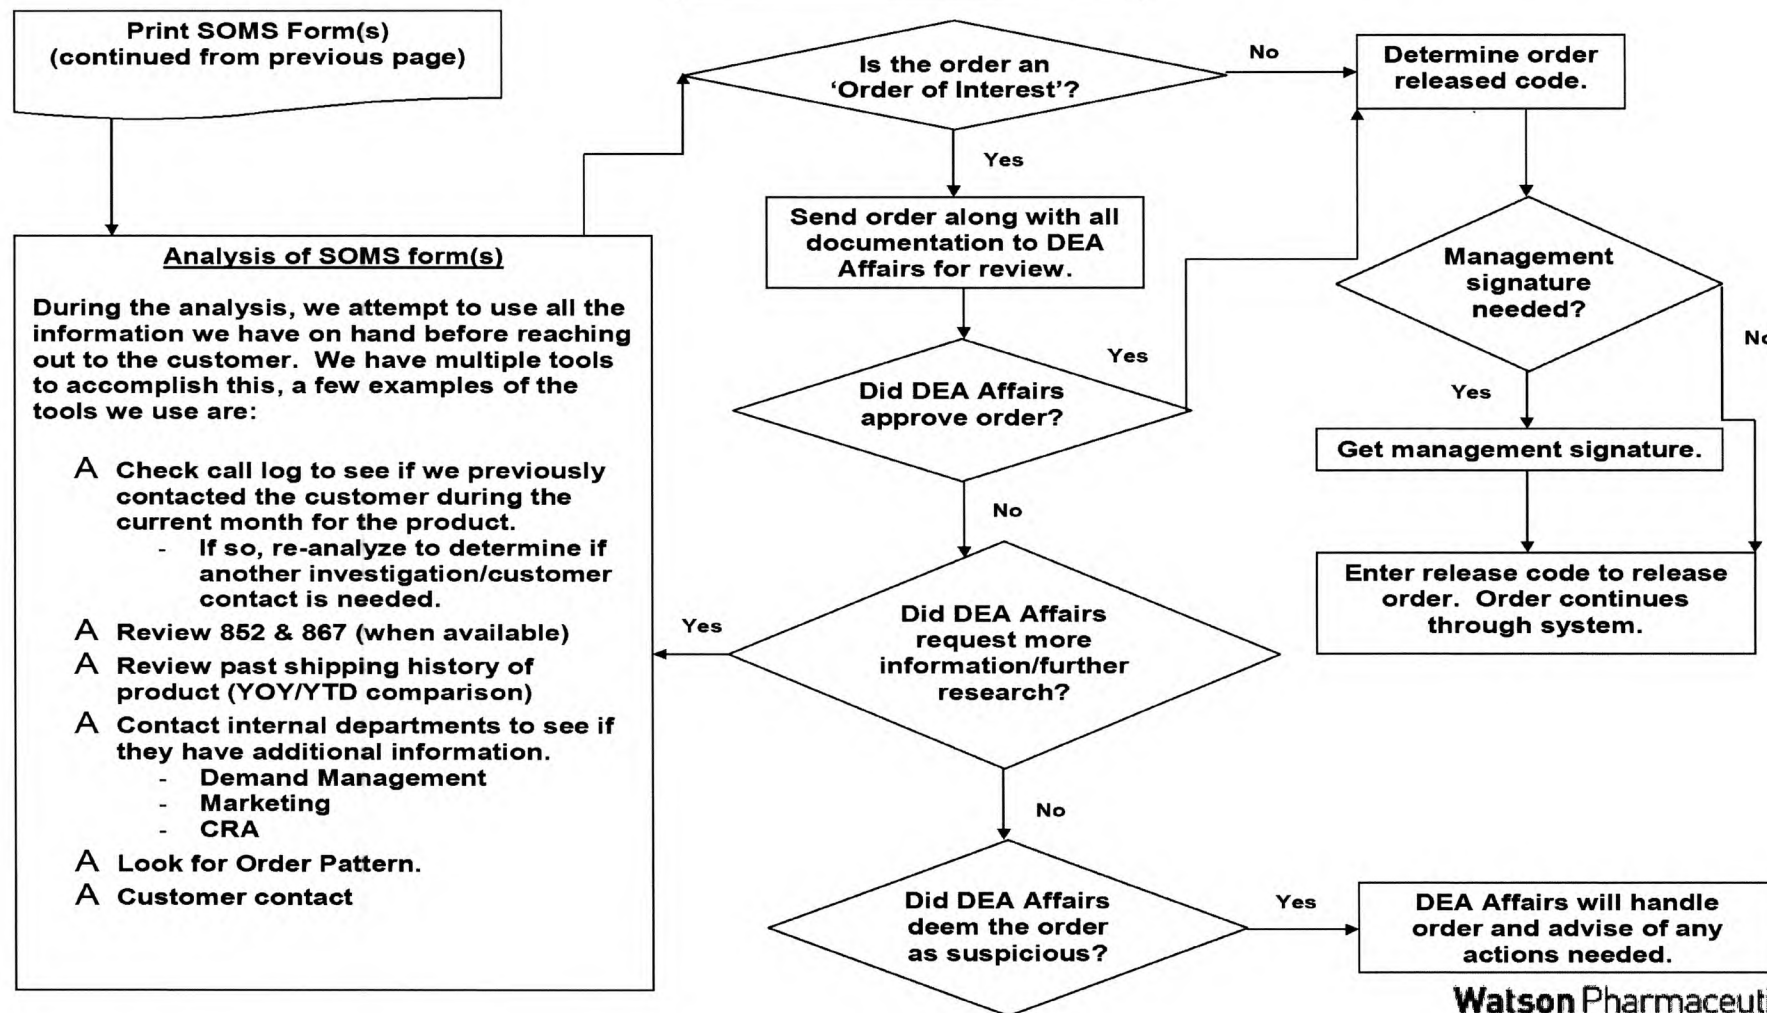 Print SOMS Form(s)
(continued from previous page)
Analysis of SOMS form(s)
During the analysis, we attempt to use all the
information we have on hand before reaching
out to the customer. We have multiple tools
to accomplish this, a few examples of the
tools we use are:
A Check call log to see if we previously
contacted the customer during the
current month for the product.
- If so, re-analyze to determine if
another investigation/customer
contact is needed.
A Review 852 & 867 (when available)
A Review past shipping history of
product (YOY/YTD comparison)
A Contact internal departments to see if
they have additional information.
- Demand Management
- Marketing
- CRA
A Look for Order Pattern.
A Customer contact
Is the order an
‘Order of Interest’?
No
Yes
Send order along with all
documentation to DEA
Affairs for review.
Did DEA Affairs
approve order?
Yes
No
Did DEA Affairs
request more
information/further
research?
Yes
No
Did DEA Affairs
deem the order
as suspicious?
Yes
DEA Affairs will handle
order and advise of any
actions needed.
Determine order
released code.
Management
signature
needed?
No
Yes
Get management signature.
Enter release code to release
order. Order continues
through system.
Watson Pharmaceuti